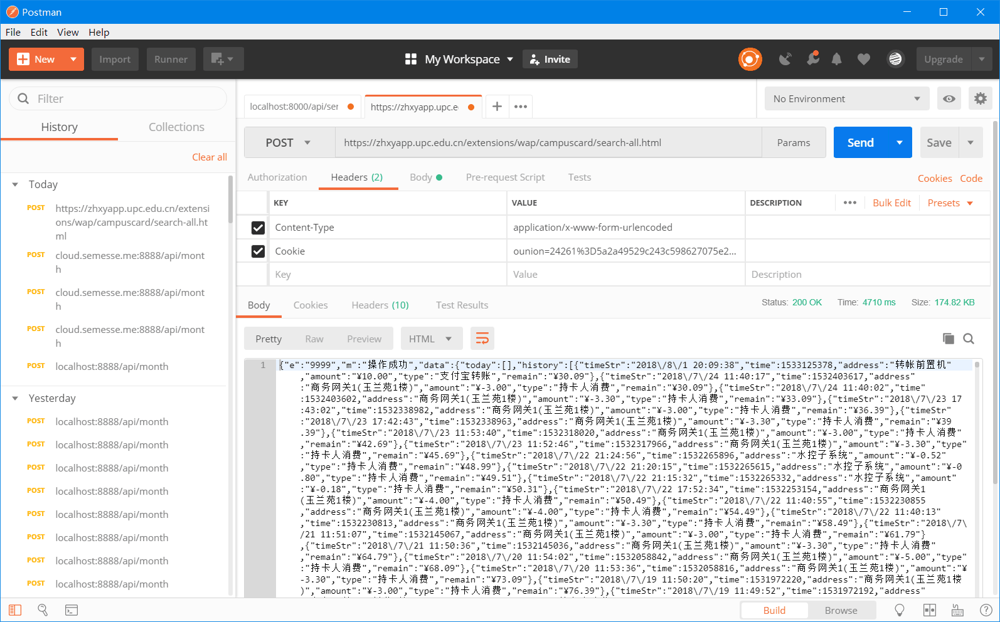 Postman
File Edit View Help
New Import Runner My Workspace Invite Upgrade
Filter
History Collections
Clear all
Today
POST https://zhxyapp.upc.edu.cn/extensi
ons/wap/campuscard/search-all.ht
ml
POST cloud.semesse.me:8888/api/mont
h
POST cloud.semesse.me:8888/api/mont
h
POST cloud.semesse.me:8888/api/mont
h
POST localhost:8888/api/month
Yesterday
POST localhost:8888/api/month
POST localhost:8888/api/month
POST localhost:8888/api/month
POST localhost:8888/api/month
POST localhost:8888/api/month
POST localhost:8888/api/month
POST localhost:8888/api/month
POST localhost:8888/api/month
localhost:8000/api/ser https://zhxyapp.upc.e
No Environment
POST https://zhxyapp.upc.edu.cn/extensions/wap/campuscard/search-all.html Params Send Save
Authorization Headers (2) Body Pre-request Script Tests Cookies Code
KEY VALUE DESCRIPTION Bulk Edit Presets
Content-Type application/x-www-form-urlencoded
Cookie ounion=24261%3D5a2a49529c243c598627075e2...
Key Value Description
Body Cookies Headers (10) Test Results Status: 200 OK Time: 4710 ms Size: 174.82 KB
Pretty Raw Preview HTML
1 {"e":"9999","m":"操作成功","data":{"today":[],"history":[{"timeStr":"2018\/8\/1 20:09:38","time":1533125378,"address":"转帐前置机"
,"amount":"¥10.00","type":"支付宝转账","remain":"¥30.09"},{"timeStr":"2018\/7\/24 11:40:17","time":1532403617,"address"
:"商务网关1(玉兰苑1楼)","amount":"¥-3.00","type":"持卡人消费","remain":"¥30.09"},{"timeStr":"2018\/7\/24 11:40:02","time"
:1532403602,"address":"商务网关1(玉兰苑1楼)","amount":"¥-3.30","type":"持卡人消费","remain":"¥33.09"},{"timeStr":"2018\/7\/23 17
:43:02","time":1532338982,"address":"商务网关1(玉兰苑1楼)","amount":"¥-3.00","type":"持卡人消费","remain":"¥36.39"},{"timeStr"
:"2018\/7\/23 17:42:43","time":1532338963,"address":"商务网关1(玉兰苑1楼)","amount":"¥-3.30","type":"持卡人消费","remain":"¥39
.39"},{"timeStr":"2018\/7\/23 11:53:40","time":1532318020,"address":"商务网关1(玉兰苑1楼)","amount":"¥-3.00","type":"持卡人消费"
,"remain":"¥42.69"},{"timeStr":"2018\/7\/23 11:52:46","time":1532317966,"address":"商务网关1(玉兰苑1楼)","amount":"¥-3.30","type"
:"持卡人消费","remain":"¥45.69"},{"timeStr":"2018\/7\/22 21:24:56","time":1532265896,"address":"水控子系统","amount":"¥-0.52"
,"type":"持卡人消费","remain":"¥48.99"},{"timeStr":"2018\/7\/22 21:20:15","time":1532265615,"address":"水控子系统","amount":"¥-0
.80","type":"持卡人消费","remain":"¥49.51"},{"timeStr":"2018\/7\/22 21:15:32","time":1532265332,"address":"水控子系统","amount"
:"¥-0.18","type":"持卡人消费","remain":"¥50.31"},{"timeStr":"2018\/7\/22 17:52:34","time":1532253154,"address":"商务网关1
(玉兰苑1楼)","amount":"¥-4.00","type":"持卡人消费","remain":"¥50.49"},{"timeStr":"2018\/7\/22 11:40:55","time":1532230855
,"address":"商务网关1(玉兰苑1楼)","amount":"¥-4.00","type":"持卡人消费","remain":"¥54.49"},{"timeStr":"2018\/7\/22 11:40:13"
,"time":1532230813,"address":"商务网关1(玉兰苑1楼)","amount":"¥-3.30","type":"持卡人消费","remain":"¥58.49"},{"timeStr":"2018\/7\
/21 11:51:07","time":1532145067,"address":"商务网关1(玉兰苑1楼)","amount":"¥-3.00","type":"持卡人消费","remain":"¥61.79"}
,{"timeStr":"2018\/7\/21 11:50:36","time":1532145036,"address":"商务网关1(玉兰苑1楼)","amount":"¥-3.30","type":"持卡人消费"
,"remain":"¥64.79"},{"timeStr":"2018\/7\/20 11:54:02","time":1532058842,"address":"商务网关1(玉兰苑1楼)","amount":"¥-5.00","type"
:"持卡人消费","remain":"¥68.09"},{"timeStr":"2018\/7\/20 11:53:36","time":1532058816,"address":"商务网关1(玉兰苑1楼)","amount":"¥
-3.30","type":"持卡人消费","remain":"¥73.09"},{"timeStr":"2018\/7\/19 11:50:20","time":1531972220,"address":"商务网关1(玉兰苑1楼
)","amount":"¥-3.00","type":"持卡人消费","remain":"¥76.39"},{"timeStr":"2018\/7\/19 11:49:52","time":1531972192,"address"
Build Browse